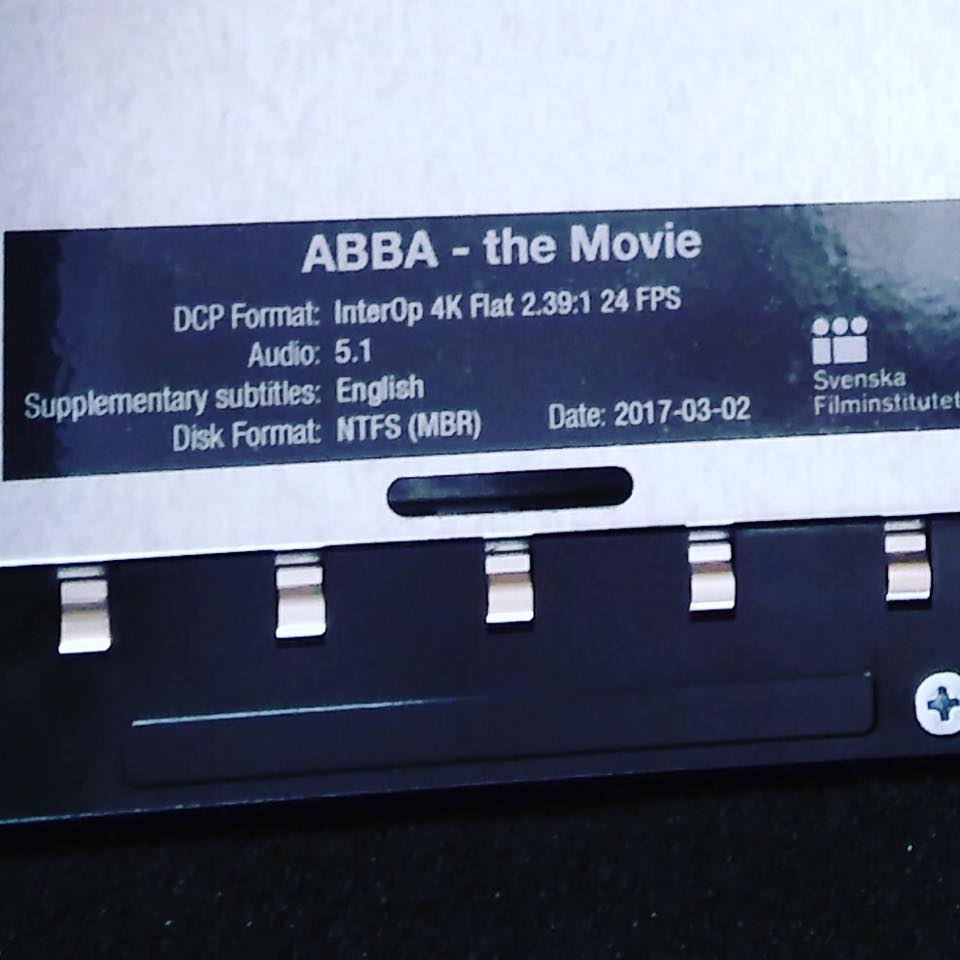 ABBA - the Movie
DCP Format: InterOp 4K Flat 2.39:1 24 FPS
Audio: 5.1
Supplementary subtitles: English
Disk Format: NTFS (MBR)
Date: 2017-03-02
Svenska
Filminstitutet